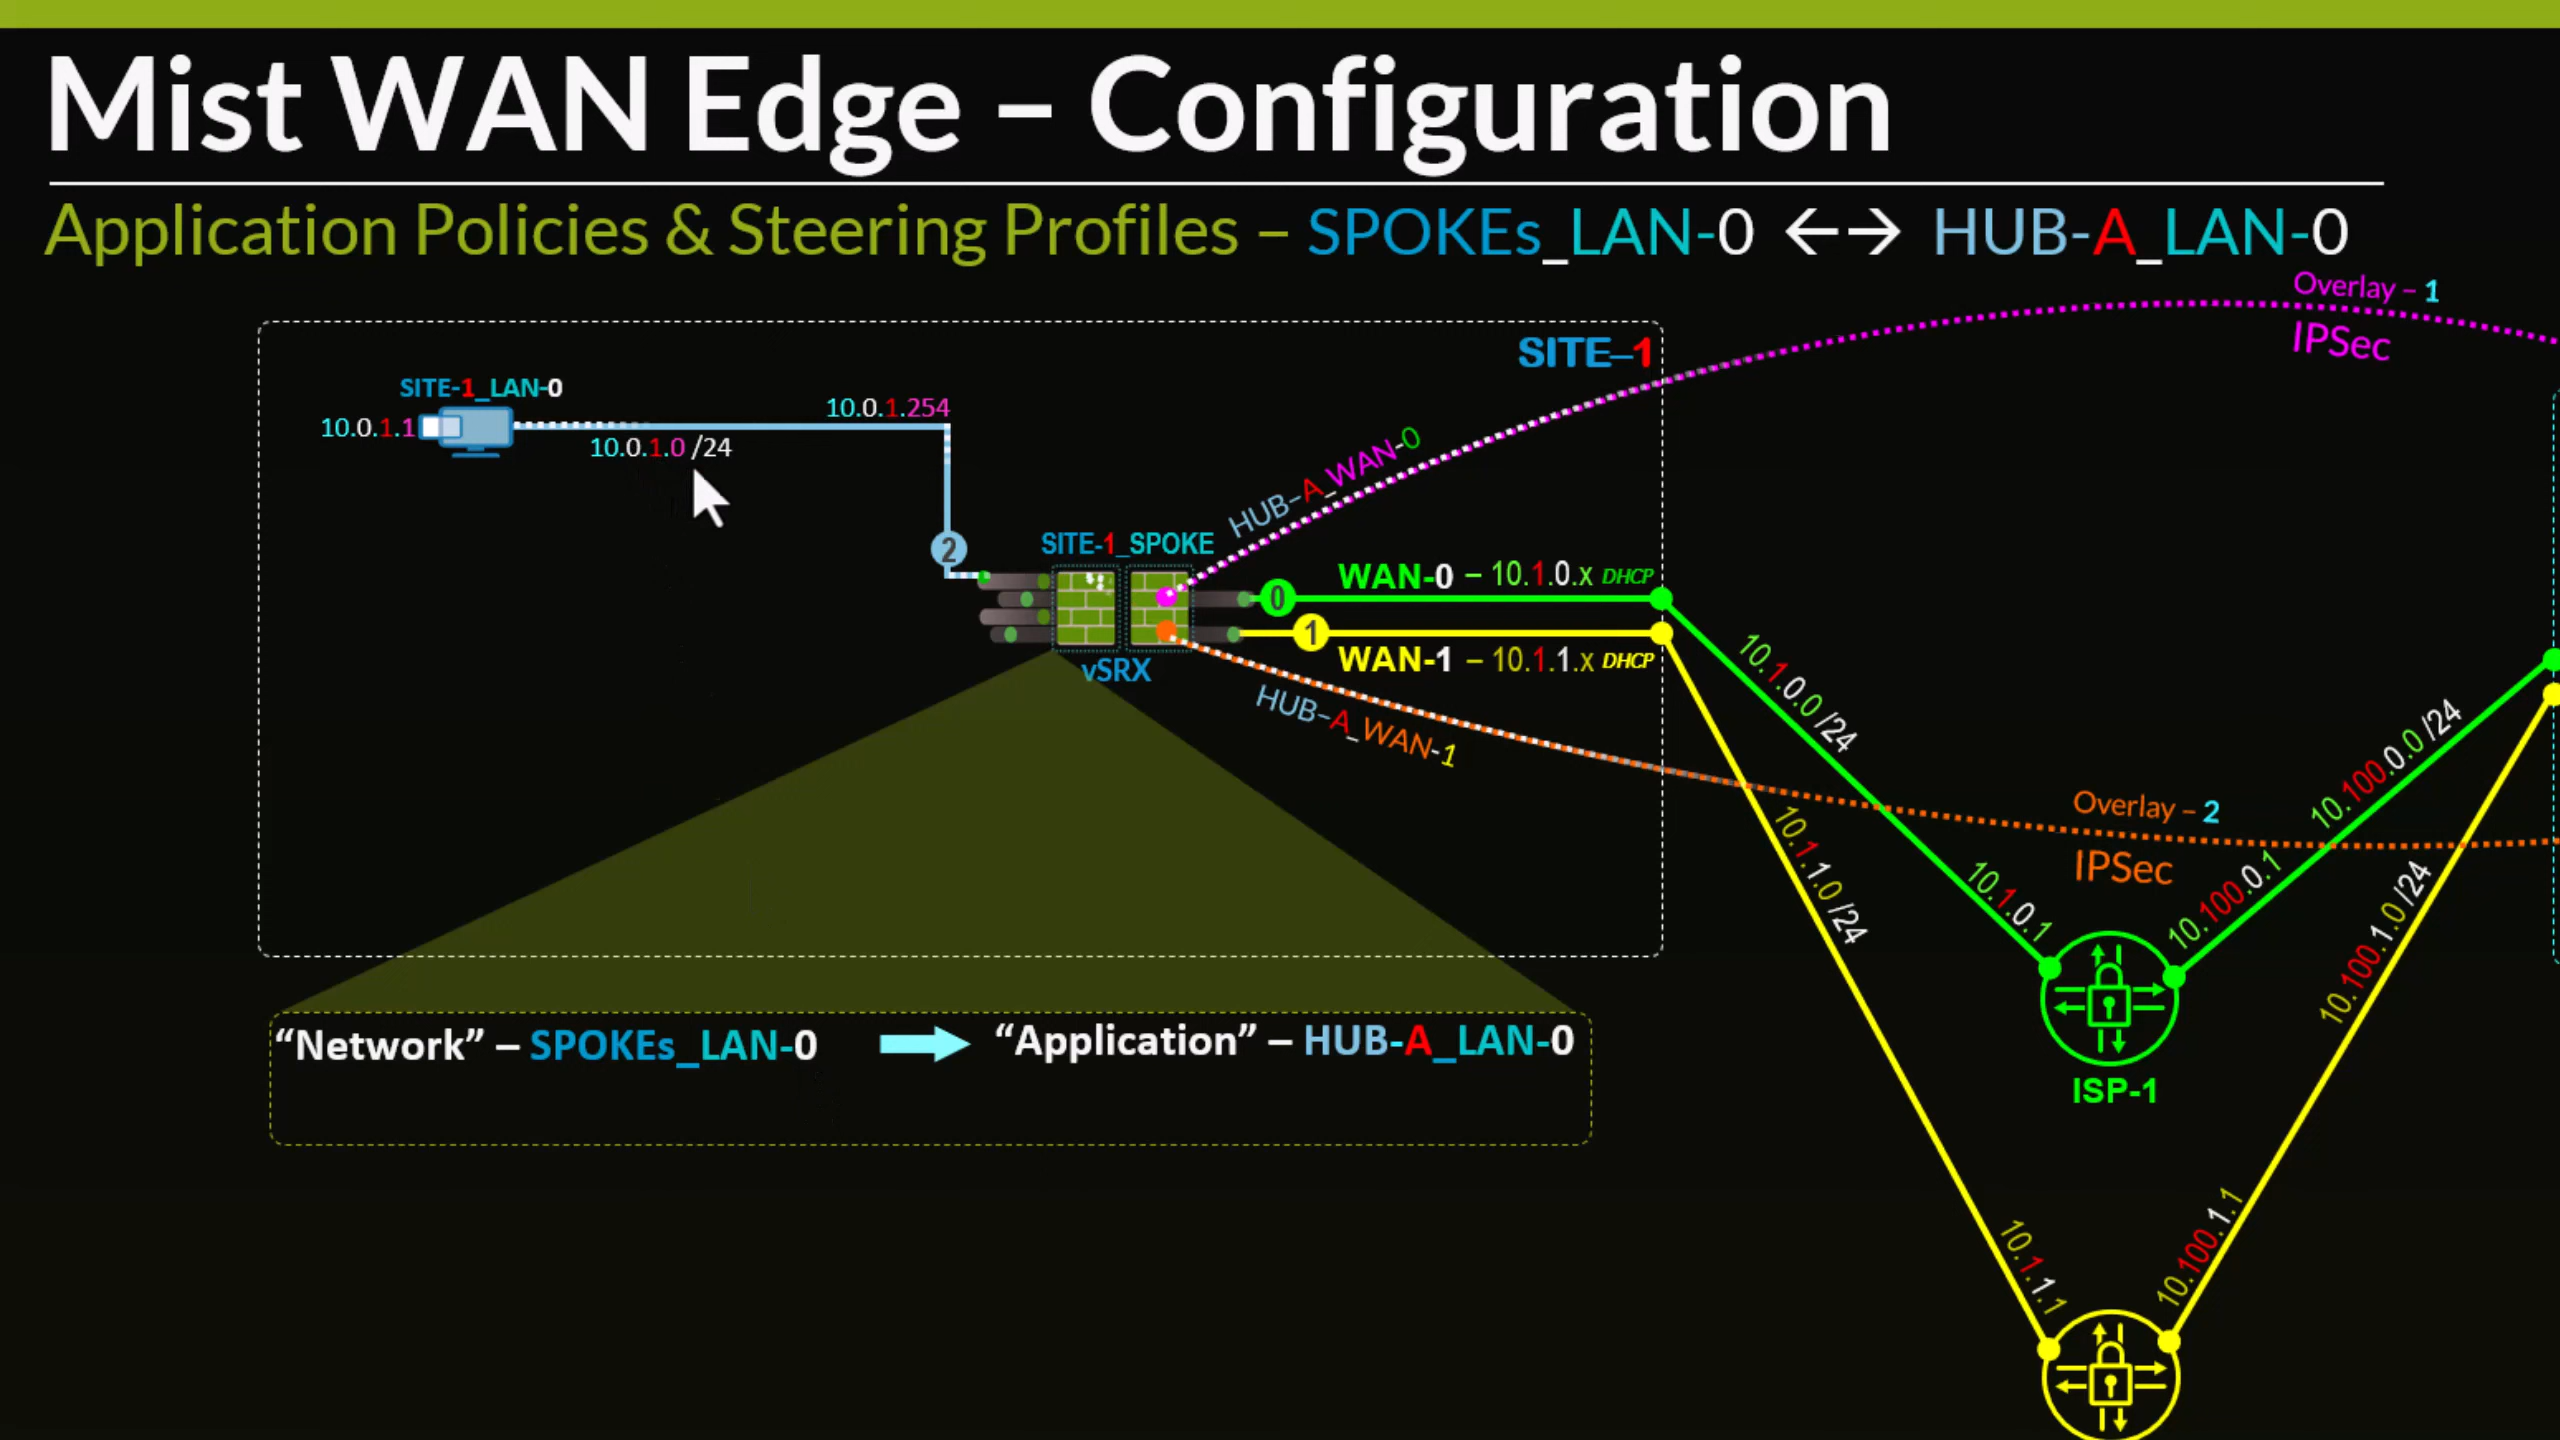 Mist WAN Edge – Configuration
Application Policies & Steering Profiles – SPOKEs_LAN-0 ←→ HUB-A_LAN-0
Overlay – 1
IPSec
SITE–1
SITE-1_LAN-0
10.0.1.1
10.0.1.254
10.0.1.0 /24
HUB–A_WAN-0
2
SITE-1_SPOKE
vSRX
0
WAN-0 – 10.1.0.x DHCP
1
WAN-1 – 10.1.1.x DHCP
HUB–A_WAN-1
10.1.0.0 /24
10.1.1.0 /24
10.100.0.0 /24
Overlay – 2
IPSec
10.1.0.1
10.100.0.1
10.100.1.0 /24
ISP-1
"Network" – SPOKEs_LAN-0
"Application" – HUB-A_LAN-0
10.1.1.1
10.100.1.1